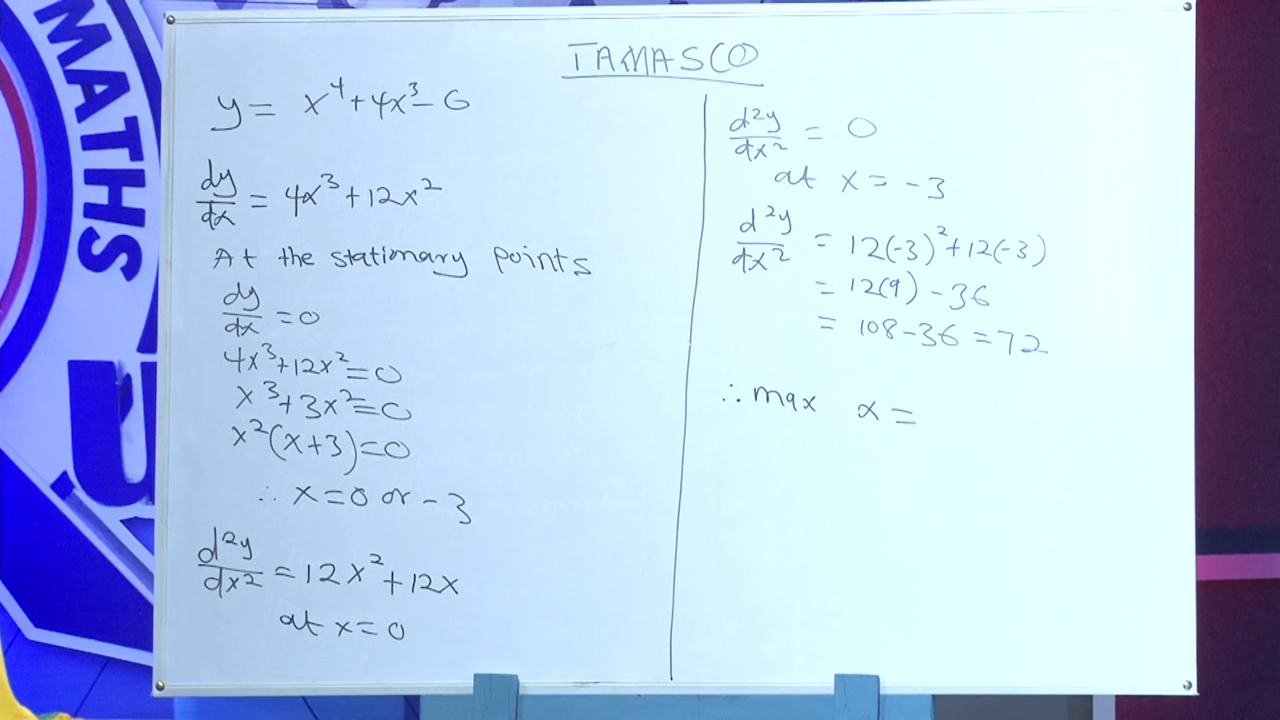 MATHS
TAMASCO
y = x⁴ + 4x³ - 6
dy/dx = 4x³ + 12x²
At the stationary points
dy/dx = 0
4x³ + 12x² = 0
x³ + 3x² = 0
x²(x + 3) = 0
∴ x = 0 or - 3
d²y/dx² = 12x² + 12x
at x = 0
d²y/dx² = 0
at x = -3
d²y/dx² = 12(-3)² + 12(-3)
= 12(9) - 36
= 108 - 36 = 72
∴ max x =